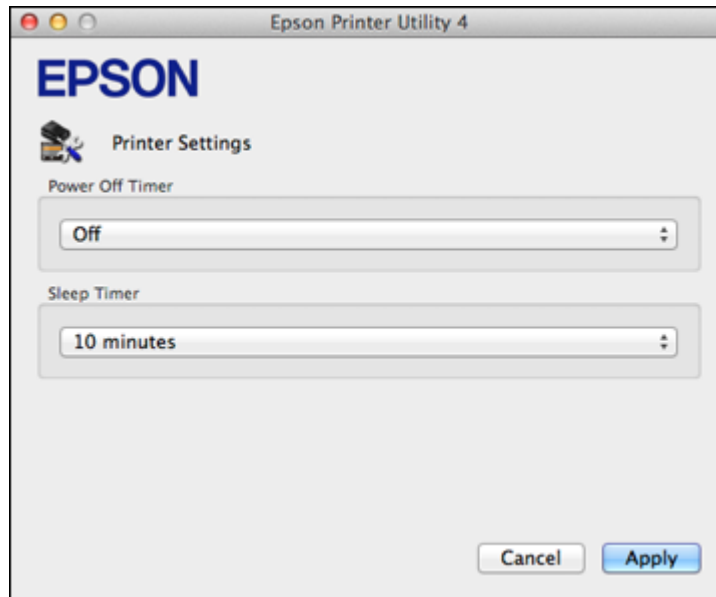 Epson Printer Utility 4
EPSON
Printer Settings
Power Off Timer
Off
Sleep Timer
10 minutes
Cancel Apply